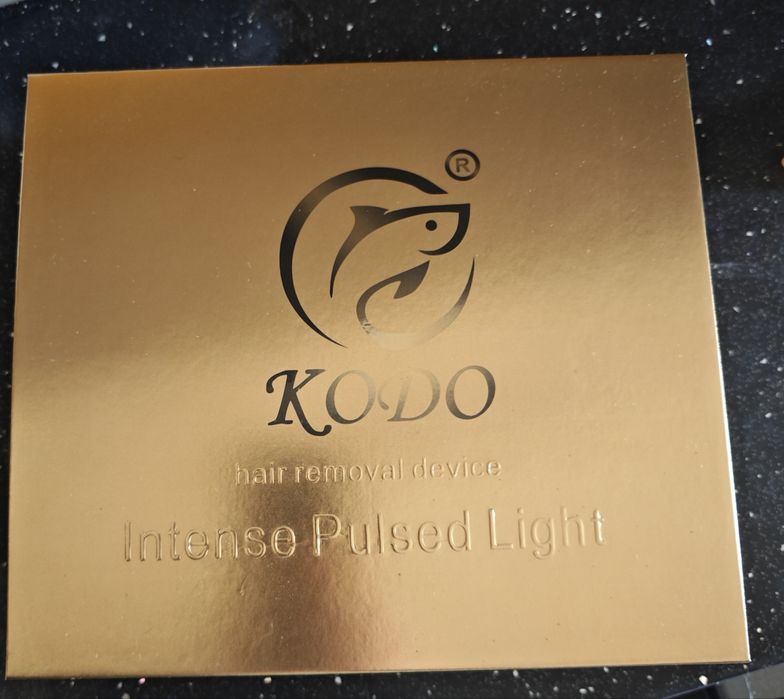 ®
KODO
hair removal device
Intense Pulsed Light